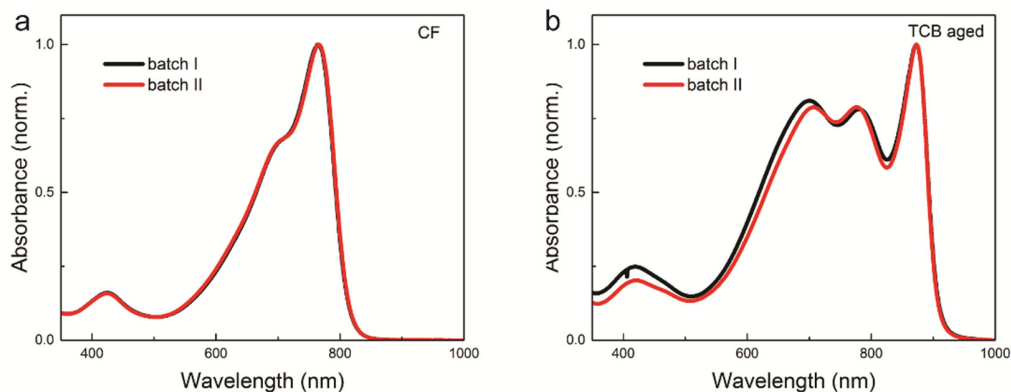 a
CF
1.0
batch I
batch II
Absorbance (norm.)
0.5
0.0
400
600
800
1000
Wavelength (nm)
b
TCB aged
1.0
batch I
batch II
Absorbance (norm.)
0.5
0.0
400
600
800
1000
Wavelength (nm)